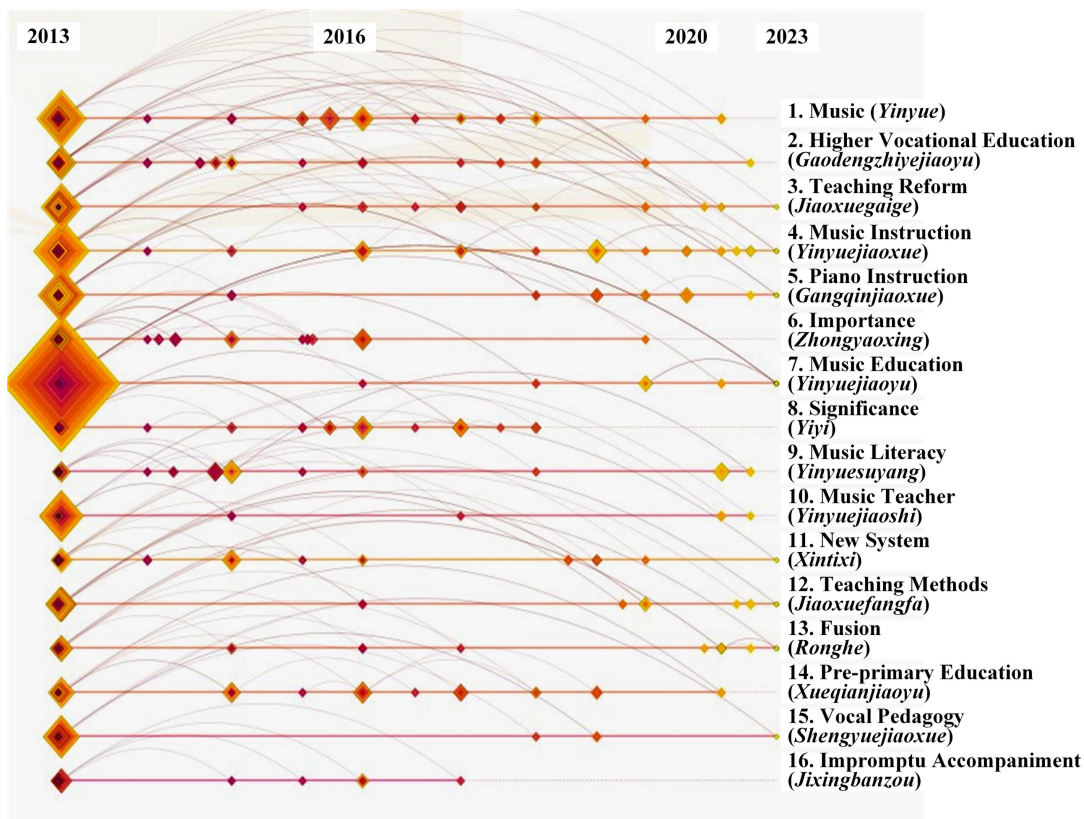 2013
2016
2020
2023
1. Music (Yinyue)
2. Higher Vocational Education
(Gaodengzhiyejiaoyu)
3. Teaching Reform
(Jiaoxuegaige)
4. Music Instruction
(Yinyuejiaoxue)
5. Piano Instruction
(Gangqinjiaoxue)
6. Importance
(Zhongyaoxing)
7. Music Education
(Yinyuejiaoyu)
8. Significance
(Yiyi)
9. Music Literacy
(Yinyuesuyang)
10. Music Teacher
(Yinyuejiaoshi)
11. New System
(Xintixi)
12. Teaching Methods
(Jiaoxuefangfa)
13. Fusion
(Ronghe)
14. Pre-primary Education
(Xueqianjiaoyu)
15. Vocal Pedagogy
(Shengyuejiaoxue)
16. Impromptu Accompaniment
(Jixingbanzou)